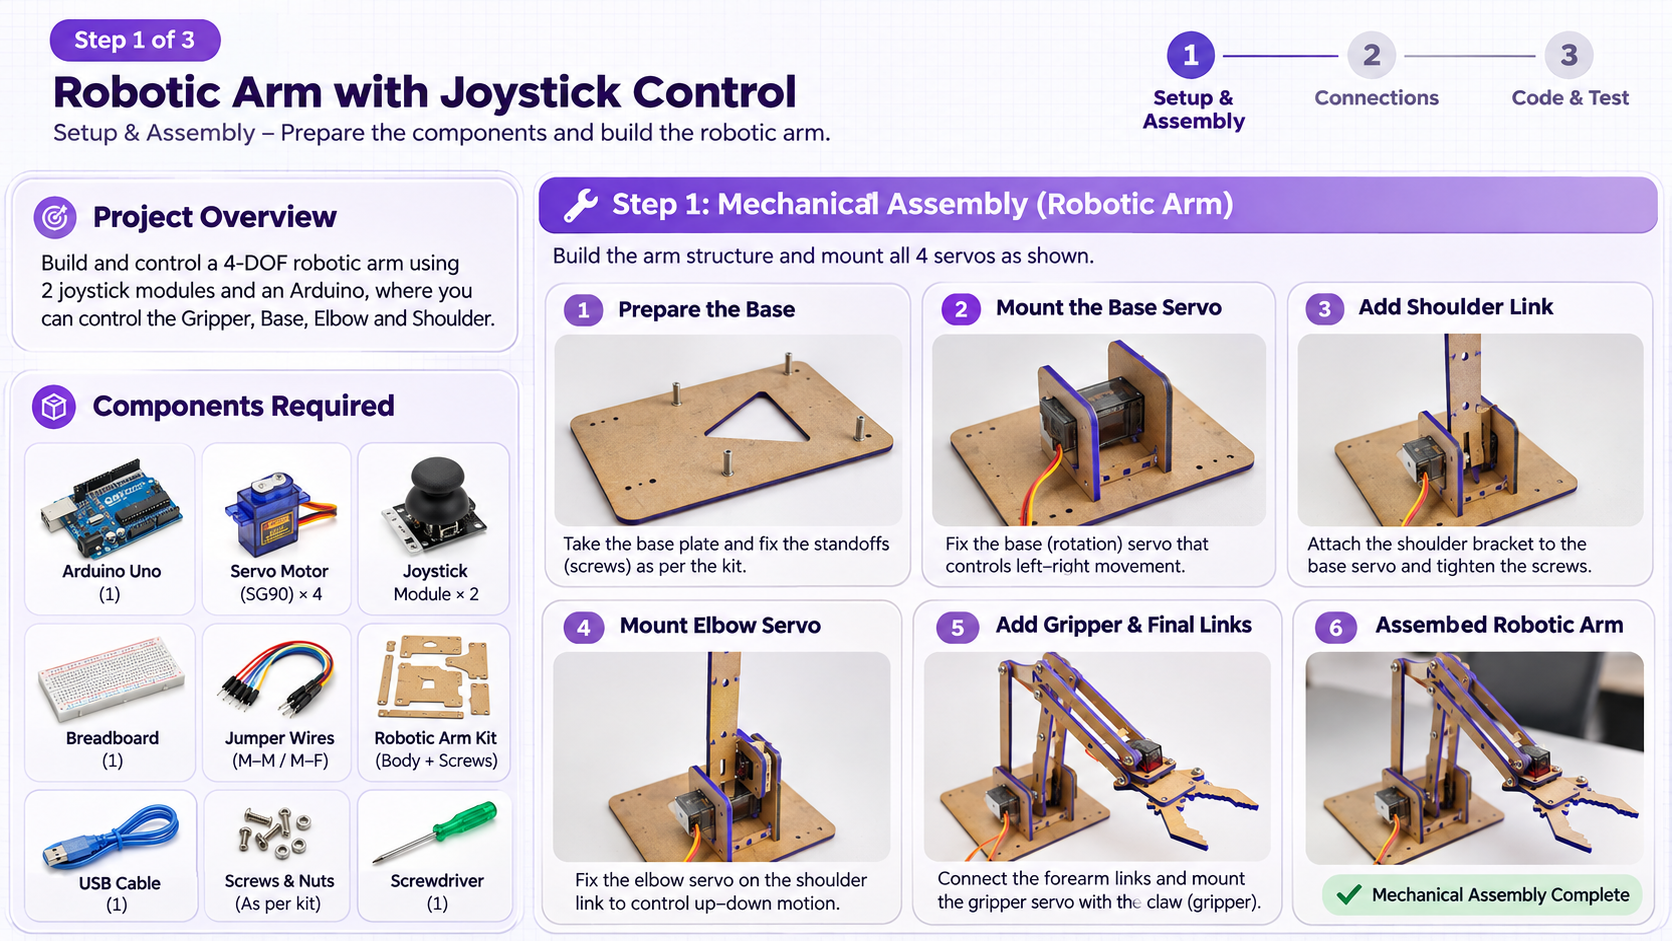 Step 1 of 3
Robotic Arm with Joystick Control
Setup & Assembly – Prepare the components and build the robotic arm.
1
2
3
Setup &
Assembly
Connections
Code & Test
Project Overview
Build and control a 4-DOF robotic arm using
2 joystick modules and an Arduino, where you
can control the Gripper, Base, Elbow and Shoulder.
Components Required
Arduino Uno
(1)
Servo Motor
(SG90) × 4
Joystick
Module × 2
Breadboard
(1)
Jumper Wires
(M–M / M–F)
Robotic Arm Kit
(Body + Screws)
USB Cable
(1)
Screws & Nuts
(As per kit)
Screwdriver
(1)
Step 1: Mechanical Assembly (Robotic Arm)
Build the arm structure and mount all 4 servos as shown.
1 Prepare the Base
Take the base plate and fix the standoffs
(screws) as per the kit.
2 Mount the Base Servo
Fix the base (rotation) servo that
controls left–right movement.
3 Add Shoulder Link
Attach the shoulder bracket to the
base servo and tighten the screws.
4 Mount Elbow Servo
Fix the elbow servo on the shoulder
link to control up–down motion.
5 Add Gripper & Final Links
Connect the forearm links and mount
the gripper servo with the claw (gripper).
6 Assembed Robotic Arm
Mechanical Assembly Complete